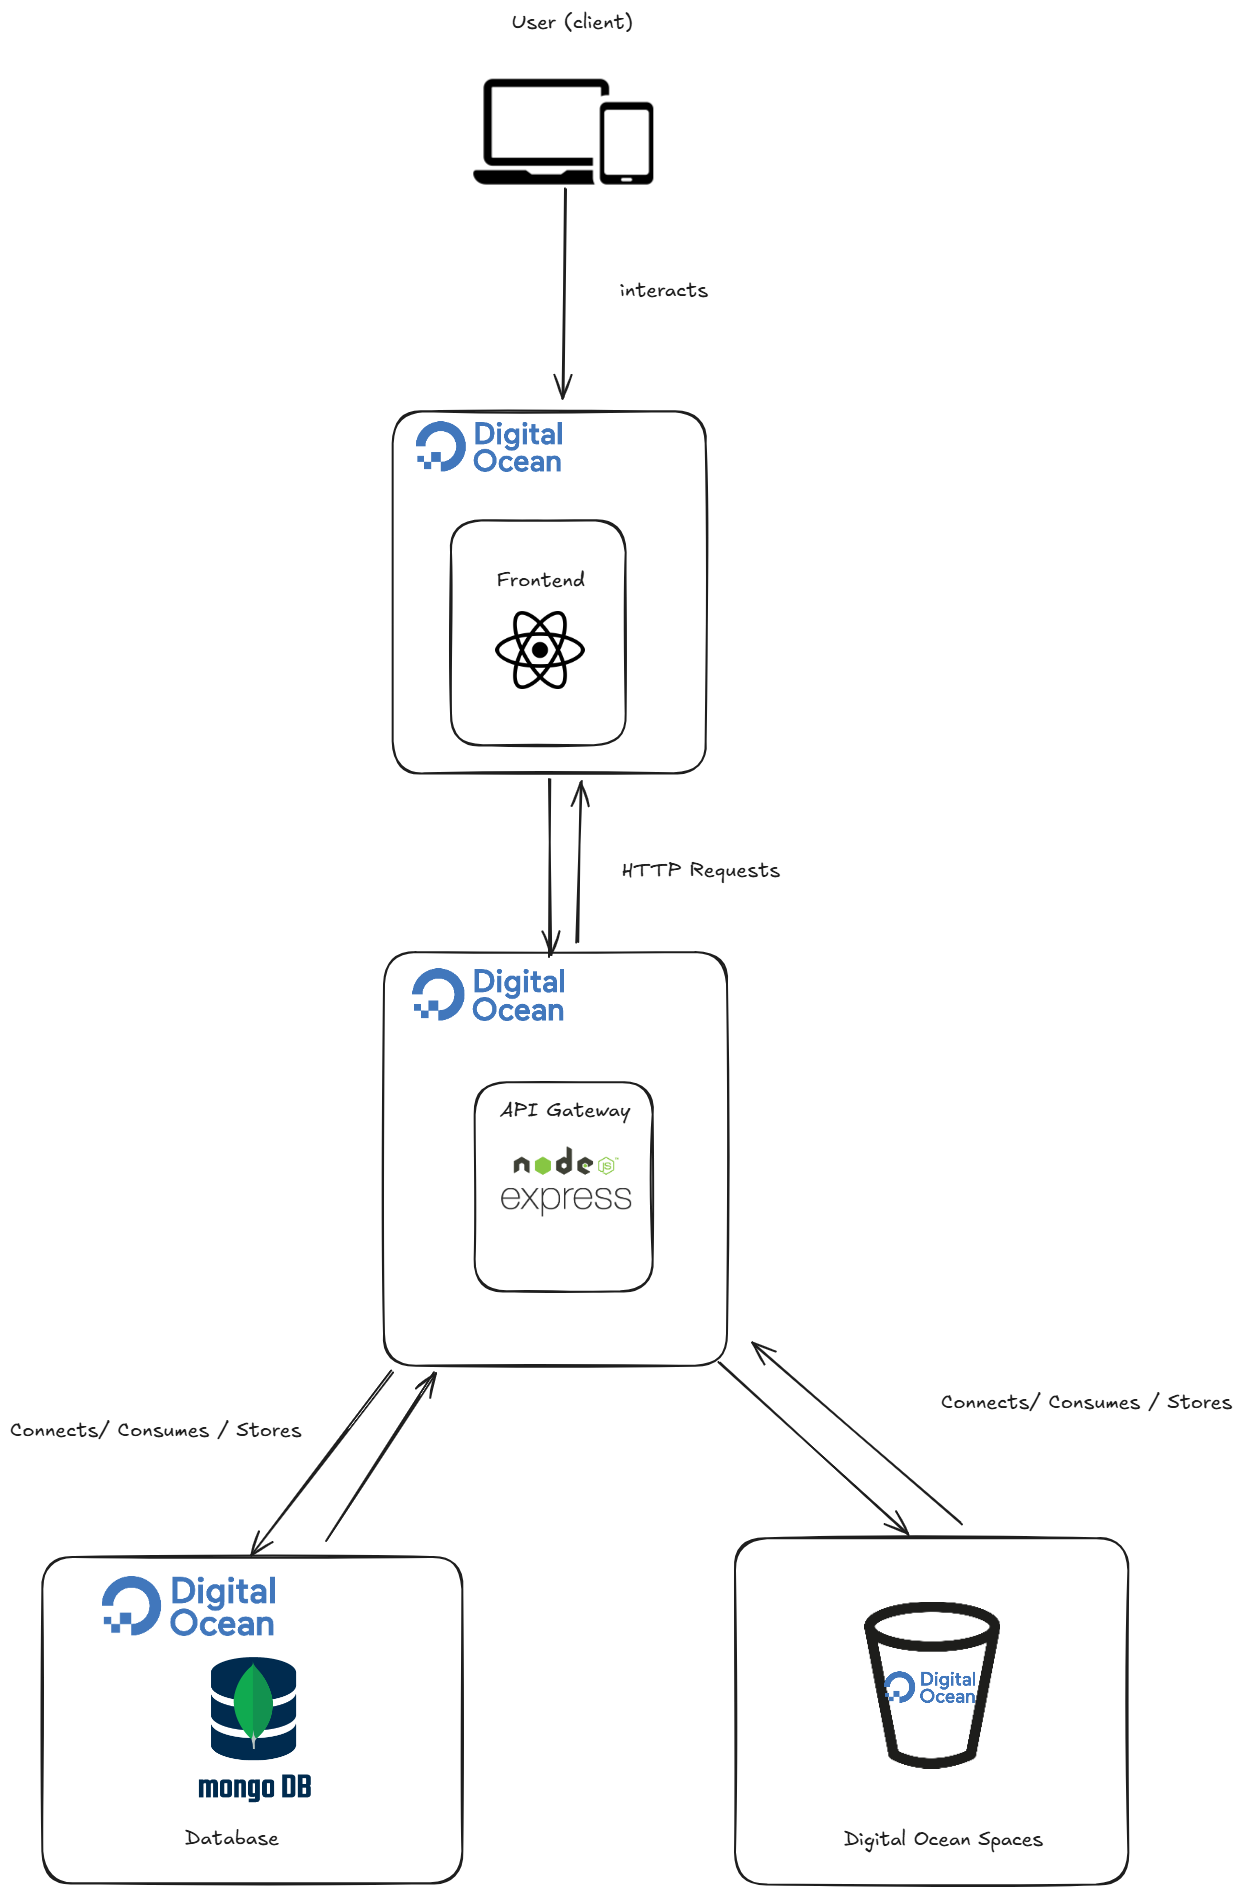 User (client)
interacts
Digital
Ocean
Frontend
HTTP Requests
Digital
Ocean
API Gateway
node JS™
express
Connects/ Consumes / Stores
Connects/ Consumes / Stores
Digital
Ocean
mongo DB
Database
Digital
Ocean
Digital Ocean Spaces